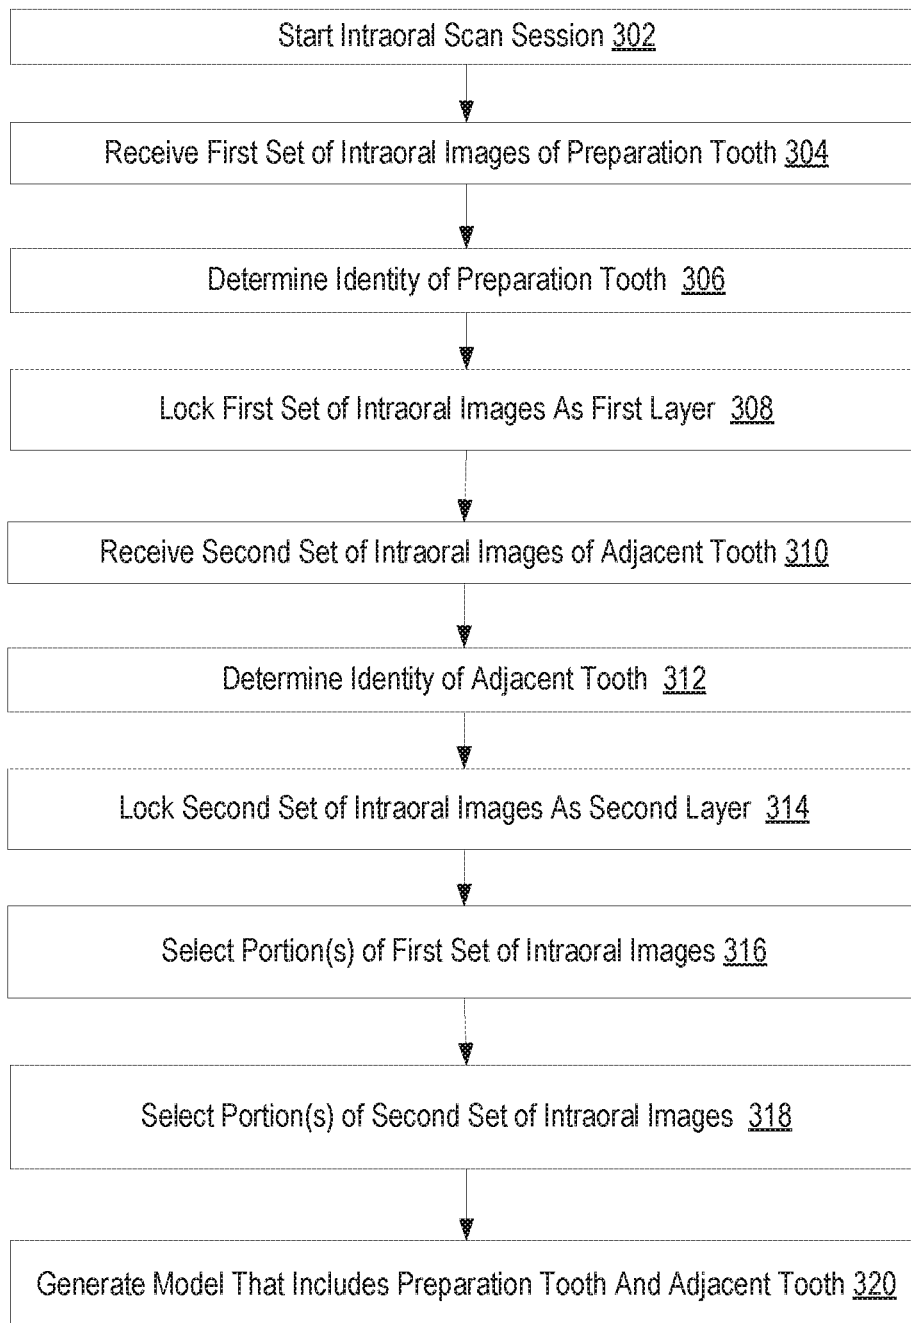 Start Intraoral Scan Session 302
Receive First Set of Intraoral Images of Preparation Tooth 304
Determine Identity of Preparation Tooth 306
Lock First Set of Intraoral Images As First Layer 308
Receive Second Set of Intraoral Images of Adjacent Tooth 310
Determine Identity of Adjacent Tooth 312
Lock Second Set of Intraoral Images As Second Layer 314
Select Portion(s) of First Set of Intraoral Images 316
Select Portion(s) of Second Set of Intraoral Images 318
Generate Model That Includes Preparation Tooth And Adjacent Tooth 320